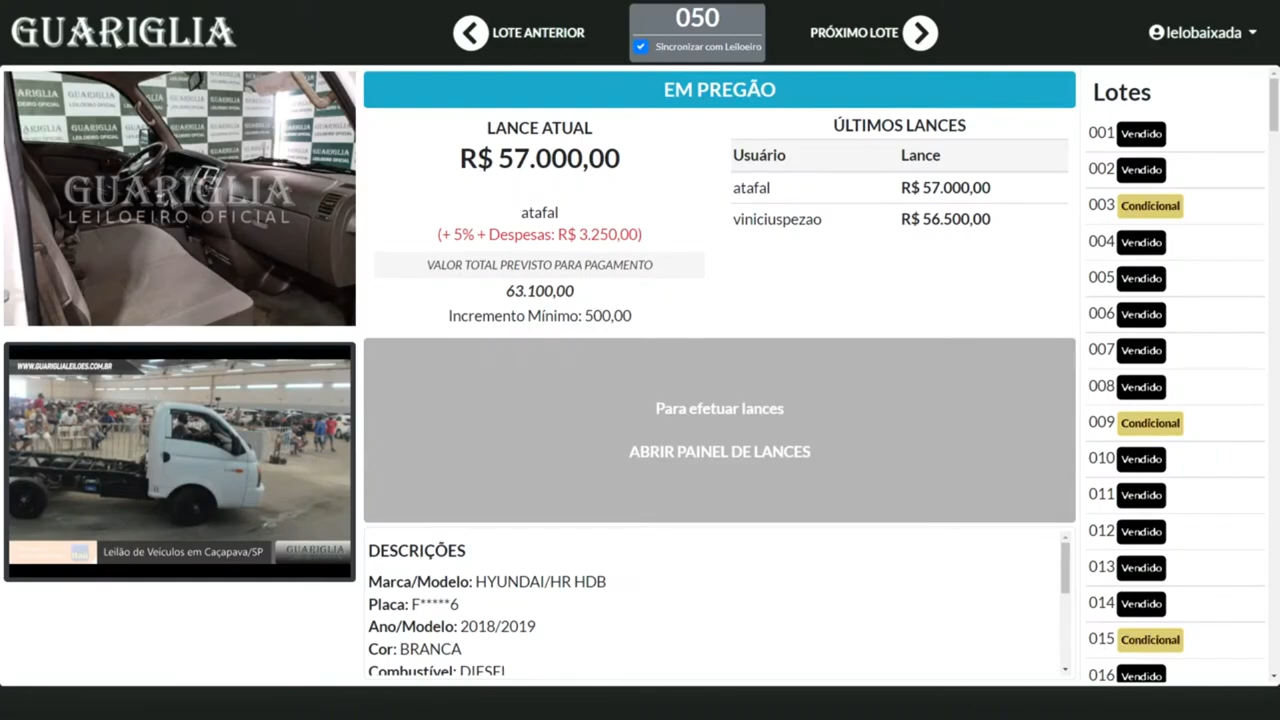 GUARIGLIA
LOTE ANTERIOR
050
Sincronizar com Leiloeiro
PRÓXIMO LOTE
lelobaixada
ARIGLIA
GUARIGLIA
GUARIGLIA
LEILOEIRO OFICIAL
WWW.GUARIGLIALEILOES.COM.BR
Leilão de Veículos em Caçapava/SP
GUARIGLIA
EM PREGÃO
LANCE ATUAL
R$ 57.000,00
atafal
(+ 5% + Despesas: R$ 3.250,00)
VALOR TOTAL PREVISTO PARA PAGAMENTO
63.100,00
Incremento Mínimo: 500,00
ÚLTIMOS LANCES
Usuário Lance
atafal R$ 57.000,00
viniciuspezao R$ 56.500,00
Para efetuar lances
ABRIR PAINEL DE LANCES
DESCRIÇÕES
Marca/Modelo: HYUNDAI/HR HDB
Placa: F*****6
Ano/Modelo: 2018/2019
Cor: BRANCA
Combustível: DIESEL
Lotes
001 Vendido
002 Vendido
003 Condicional
004 Vendido
005 Vendido
006 Vendido
007 Vendido
008 Vendido
009 Condicional
010 Vendido
011 Vendido
012 Vendido
013 Vendido
014 Vendido
015 Condicional
016 Vendido